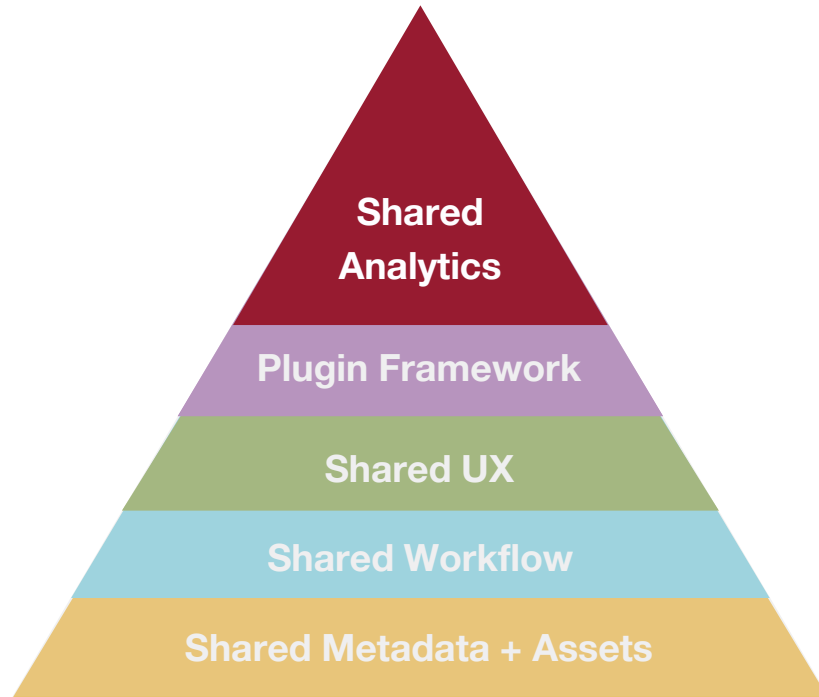 Shared
Analytics
Plugin Framework
Shared UX
Shared Workflow
Shared Metadata + Assets